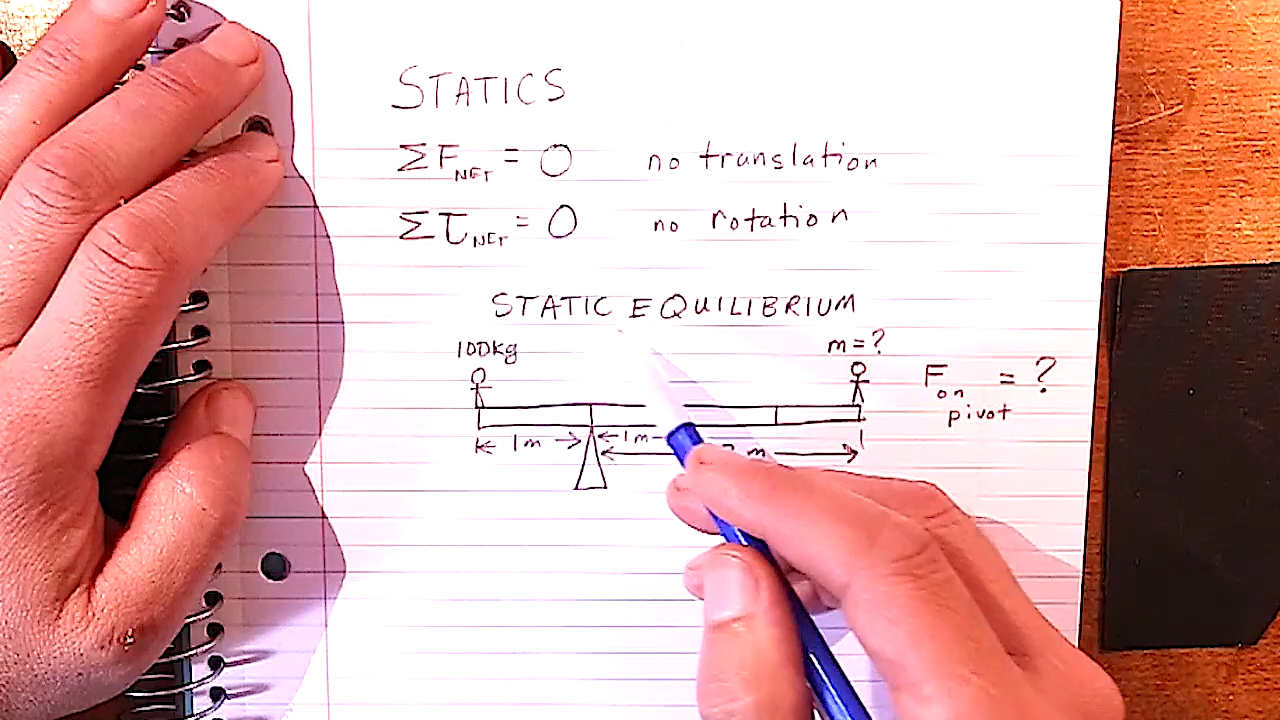 STATICS
ΣF_NET = 0 no translation
Στ_NET = 0 no rotation
STATIC EQUILIBRIUM
100kg
m = ?
F_on pivot = ?
1m
1m
m